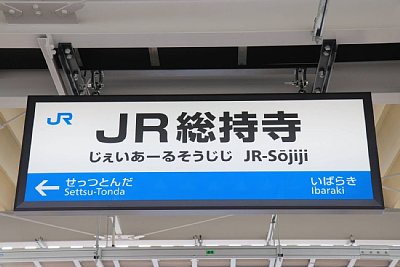 JR
JR総持寺
じぇいあーるそうじじ JR-Sōjiji
← せっつとんだ いばらき
Settsu-Tonda Ibaraki